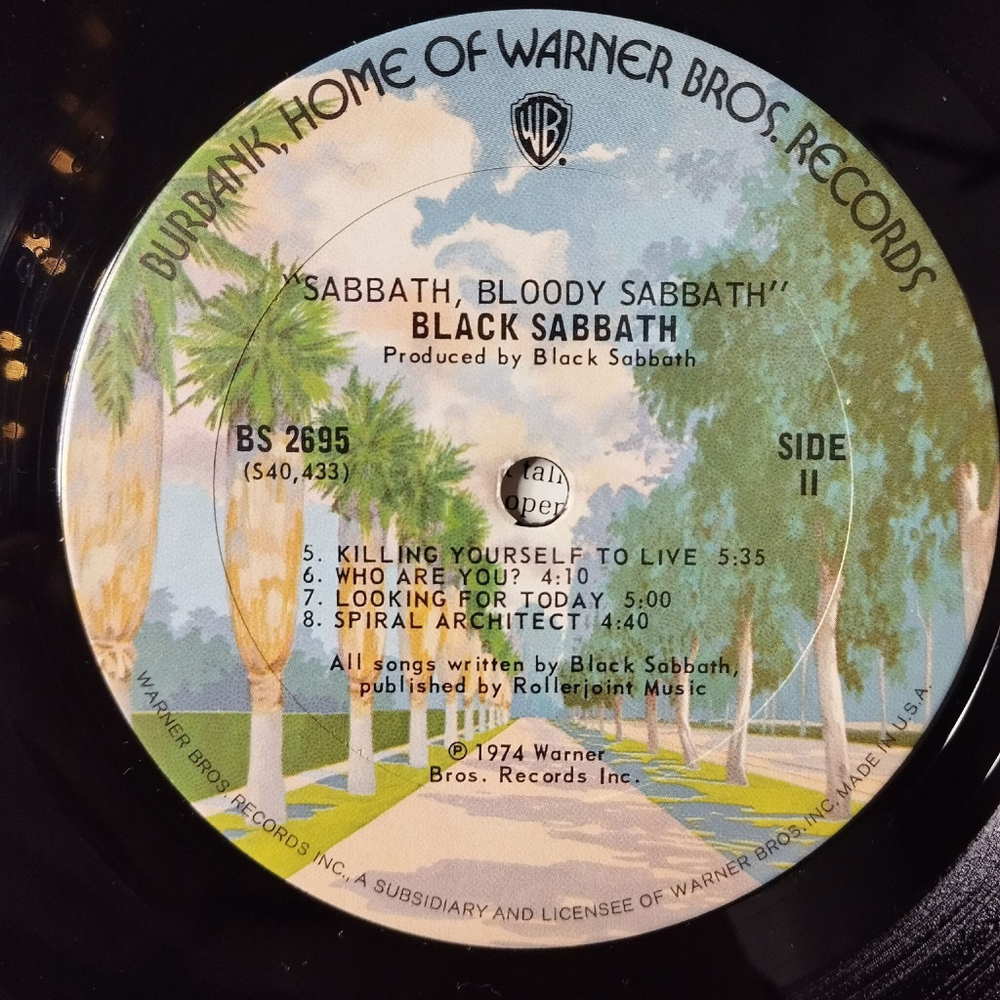 BURBANK, HOME OF WARNER BROS. RECORDS
WB
"SABBATH, BLOODY SABBATH"
BLACK SABBATH
Produced by Black Sabbath
BS 2695
(S40,433)
SIDE
II
tall
oper
5. KILLING YOURSELF TO LIVE 5:35
6. WHO ARE YOU? 4:10
7. LOOKING FOR TODAY 5:00
8. SPIRAL ARCHITECT 4:40
All songs written by Black Sabbath,
published by Rollerjoint Music
℗ 1974 Warner
Bros. Records Inc.
WARNER BROS. RECORDS INC., A SUBSIDIARY AND LICENSEE OF WARNER BROS. INC. MADE IN U.S.A.